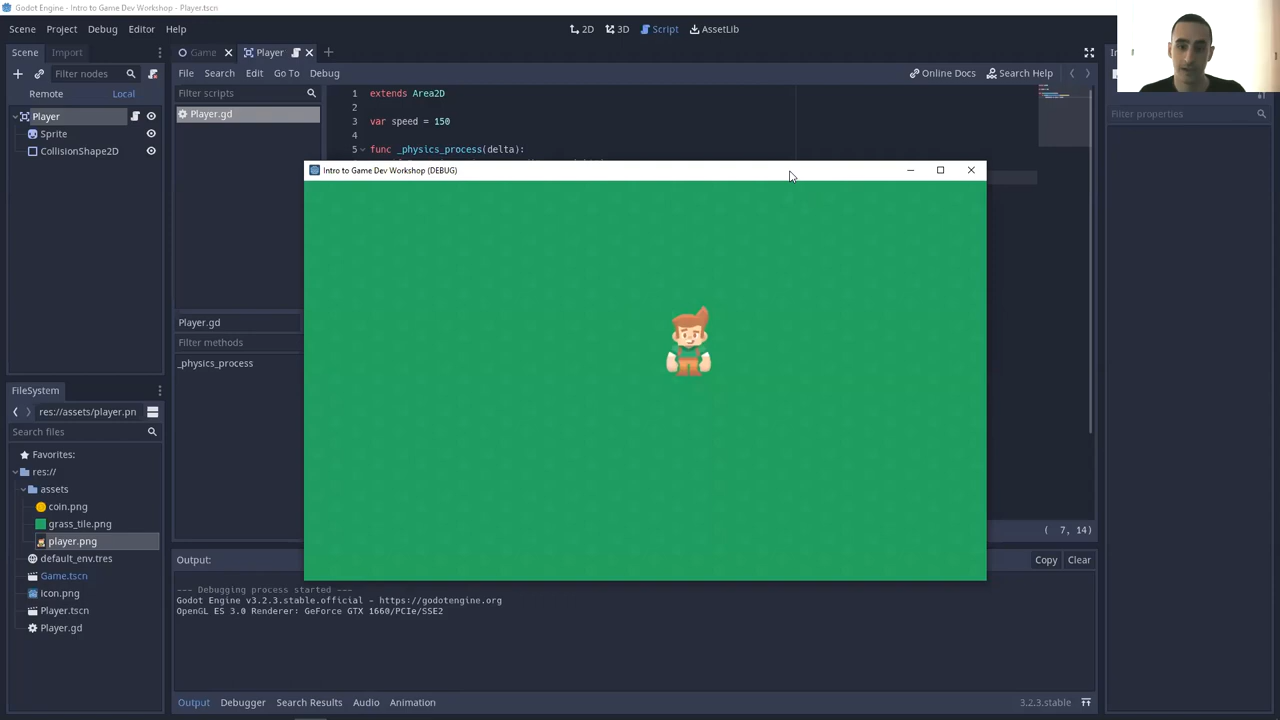 Godot Engine - Intro to Game Dev Workshop - Player.tscn
Scene Project Debug Editor Help
2D 3D Script AssetLib
Scene Import
Game Player
Filter nodes
File Search Edit Go To Debug
Online Docs Search Help
Remote Local
Filter scripts
Player.gd
1 extends Area2D
2
3 var speed = 150
4
5 func _physics_process(delta):
Filter properties
Player
Sprite
CollisionShape2D
Intro to Game Dev Workshop (DEBUG)
Player.gd
Filter methods
_physics_process
FileSystem
res://assets/player.pn
Search files
Favorites:
res://
assets
coin.png
grass_tile.png
player.png
default_env.tres
Game.tscn
icon.png
Player.tscn
Player.gd
( 7, 14)
Output:
Copy Clear
--- Debugging process started ---
Godot Engine v3.2.3.stable.official - https://godotengine.org
OpenGL ES 3.0 Renderer: GeForce GTX 1660/PCIe/SSE2
Output Debugger Search Results Audio Animation
3.2.3.stable